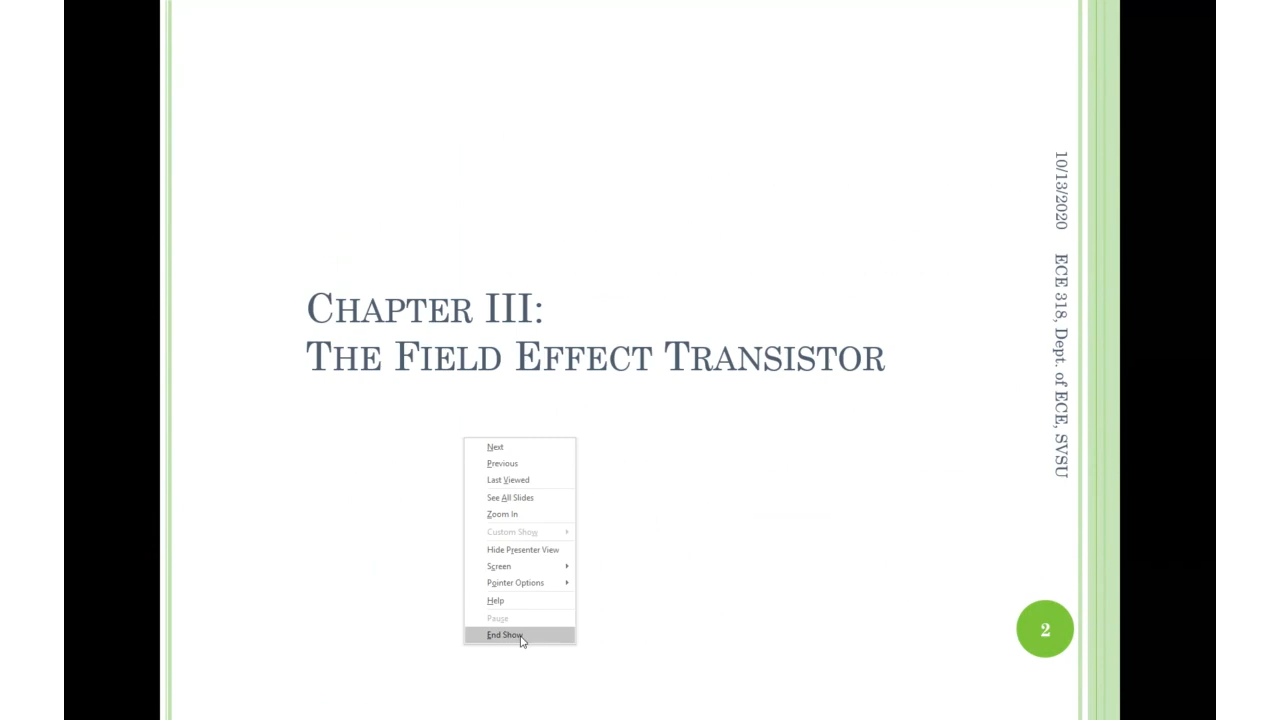 CHAPTER III:
THE FIELD EFFECT TRANSISTOR
10/13/2020 ECE 318, Dept. of ECE, SVSU
Next
Previous
Last Viewed
See All Slides
Zoom In
Custom Show
Hide Presenter View
Screen
Pointer Options
Help
Pause
End Show
2